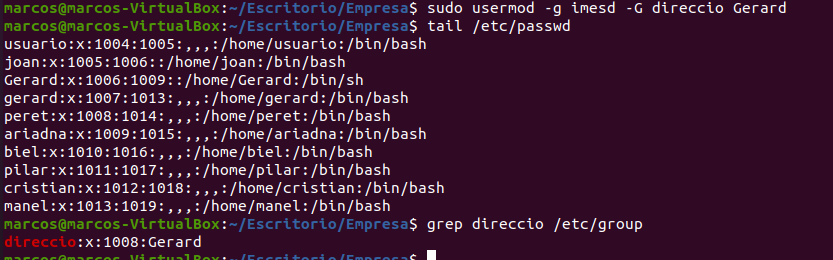 marcos@marcos-VirtualBox:~/Escritorio/Empresa$ sudo usermod -g imesd -G direccio Gerard
marcos@marcos-VirtualBox:~/Escritorio/Empresa$ tail /etc/passwd
usuario:x:1004:1005:,,,:/home/usuario:/bin/bash
joan:x:1005:1006::/home/joan:/bin/bash
Gerard:x:1006:1009::/home/Gerard:/bin/sh
gerard:x:1007:1013:,,,:/home/gerard:/bin/bash
peret:x:1008:1014:,,,:/home/peret:/bin/bash
ariadna:x:1009:1015:,,,:/home/ariadna:/bin/bash
biel:x:1010:1016:,,,:/home/biel:/bin/bash
pilar:x:1011:1017:,,,:/home/pilar:/bin/bash
cristian:x:1012:1018:,,,:/home/cristian:/bin/bash
manel:x:1013:1019:,,,:/home/manel:/bin/bash
marcos@marcos-VirtualBox:~/Escritorio/Empresa$ grep direccio /etc/group
direccio:x:1008:Gerard
marcos@marcos-VirtualBox:~/Escritorio/Empresa$